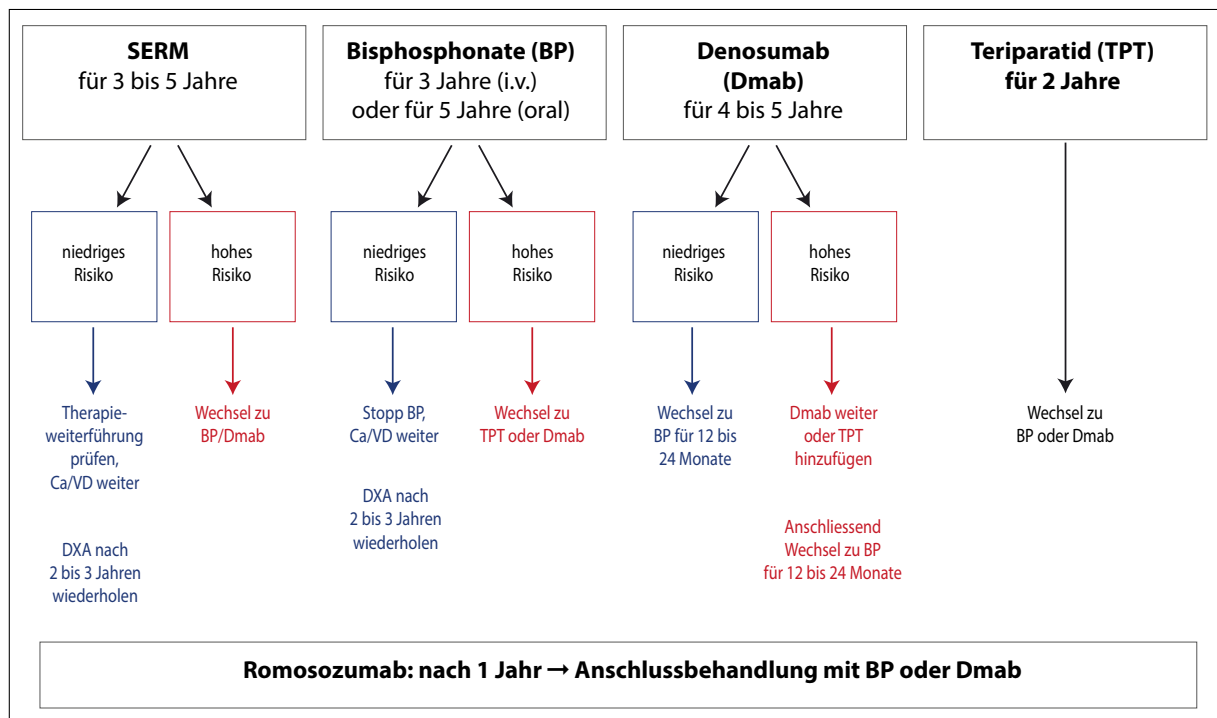 SERM
für 3 bis 5 Jahre
Bisphosphonate (BP)
für 3 Jahre (i.v.)
oder für 5 Jahre (oral)
Denosumab
(Dmab)
für 4 bis 5 Jahre
Teriparatid (TPT)
für 2 Jahre
niedriges
Risiko
hohes
Risiko
niedriges
Risiko
hohes
Risiko
niedriges
Risiko
hohes
Risiko
Therapie-
weiterführung
prüfen,
Ca/VD weiter
DXA nach
2 bis 3 Jahren
wiederholen
Wechsel zu
BP/Dmab
Stopp BP,
Ca/VD weiter
DXA nach
2 bis 3 Jahren
wiederholen
Wechsel zu
TPT oder Dmab
Wechsel zu
BP für 12 bis
24 Monate
Dmab weiter
oder TPT
hinzufügen
Anschliessend
Wechsel zu BP
für 12 bis 24 Monate
Wechsel zu
BP oder Dmab
Romosozumab: nach 1 Jahr → Anschlussbehandlung mit BP oder Dmab